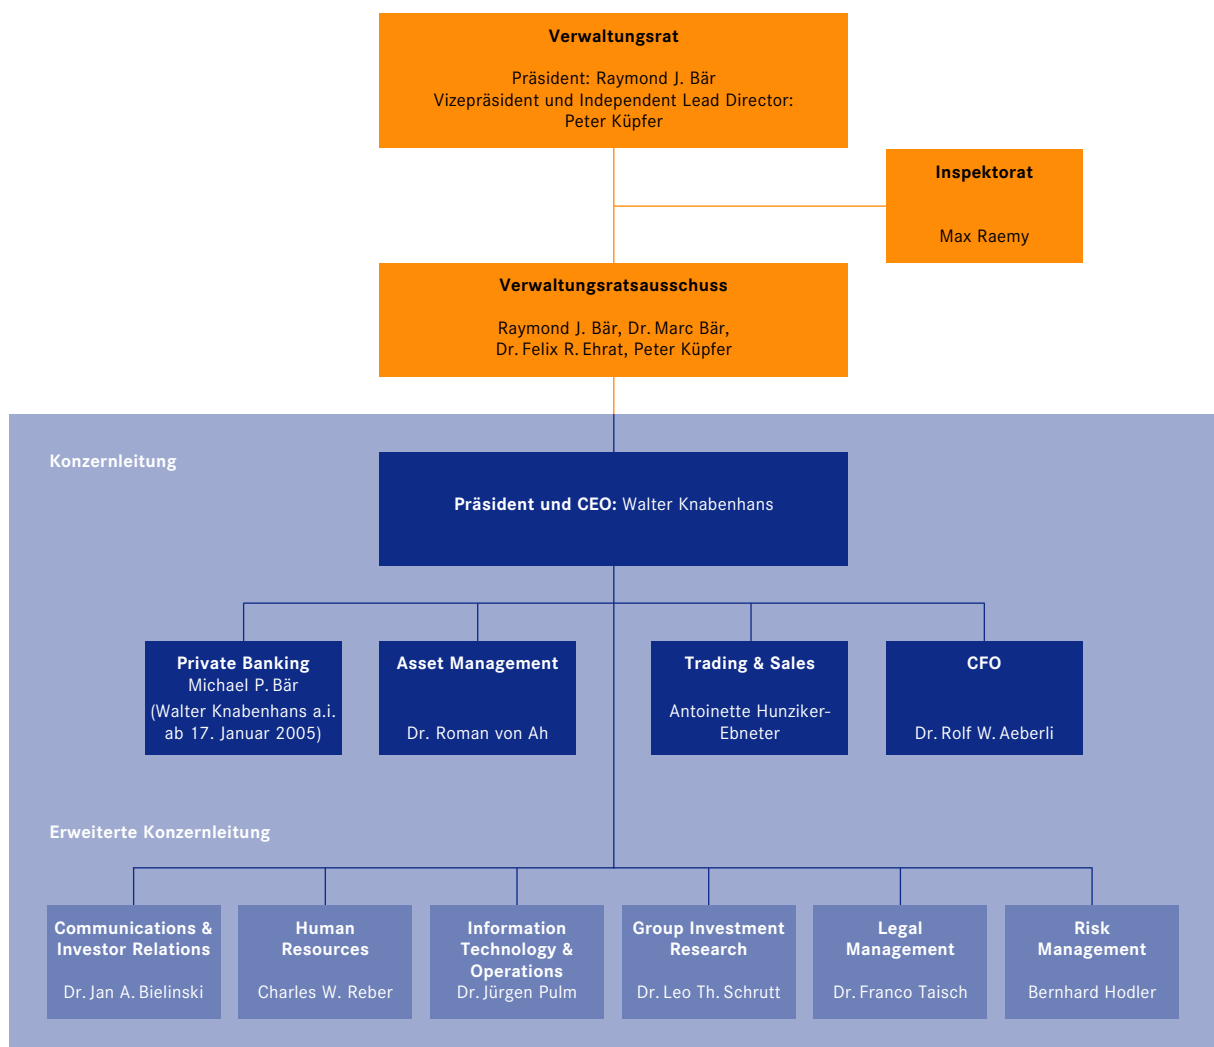 Verwaltungsrat
Präsident: Raymond J. Bär
Vizepräsident und Independent Lead Director:
Peter Küpfer
Inspektorat
Max Raemy
Verwaltungsratsausschuss
Raymond J. Bär, Dr. Marc Bär,
Dr. Felix R. Ehrat, Peter Küpfer
Konzernleitung
Präsident und CEO: Walter Knabenhans
Private Banking
Michael P. Bär
(Walter Knabenhans a.i.
ab 17. Januar 2005)
Asset Management
Dr. Roman von Ah
Trading & Sales
Antoinette Hunziker-
Ebneter
CFO
Dr. Rolf W. Aeberli
Erweiterte Konzernleitung
Communications &
Investor Relations
Dr. Jan A. Bielinski
Human
Resources
Charles W. Reber
Information
Technology &
Operations
Dr. Jürgen Pulm
Group Investment
Research
Dr. Leo Th. Schrutt
Legal
Management
Dr. Franco Taisch
Risk
Management
Bernhard Hodler